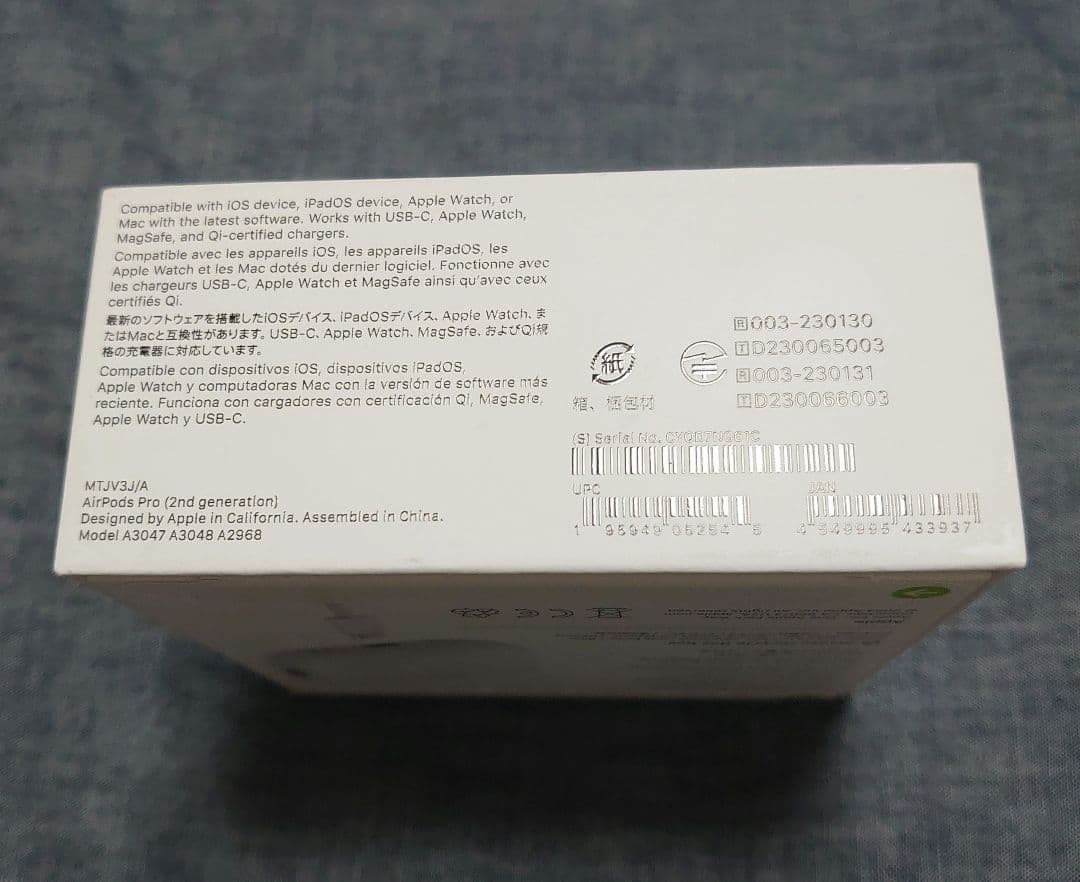 Compatible with iOS device, iPadOS device, Apple Watch, or
Mac with the latest software. Works with USB-C, Apple Watch,
MagSafe, and Qi-certified chargers.
Compatible avec les appareils iOS, les appareils iPadOS, les
Apple Watch et les Mac dotés du dernier logiciel. Fonctionne avec
les chargeurs USB-C, Apple Watch et MagSafe ainsi qu'avec ceux
certifiés Qi.
最新のソフトウェアを搭載したiOSデバイス、iPadOSデバイス、Apple Watch、ま
たはMacと互換性があります。USB-C、Apple Watch、MagSafe、およびQi規
格の充電器に対応しています。
Compatible con dispositivos iOS, dispositivos iPadOS,
Apple Watch y computadoras Mac con la versión de software más
reciente. Funciona con cargadores con certificación Qi, MagSafe,
Apple Watch y USB-C.
MTJV3J/A
AirPods Pro (2nd generation)
Designed by Apple in California. Assembled in China.
Model A3047 A3048 A2968
紙
箱、梱包材
R 003-230130
T D230065003
R 003-230131
T D230066003
(S) Serial No.
UPC
1 95949 05254 5
JAN
4 549995 433937